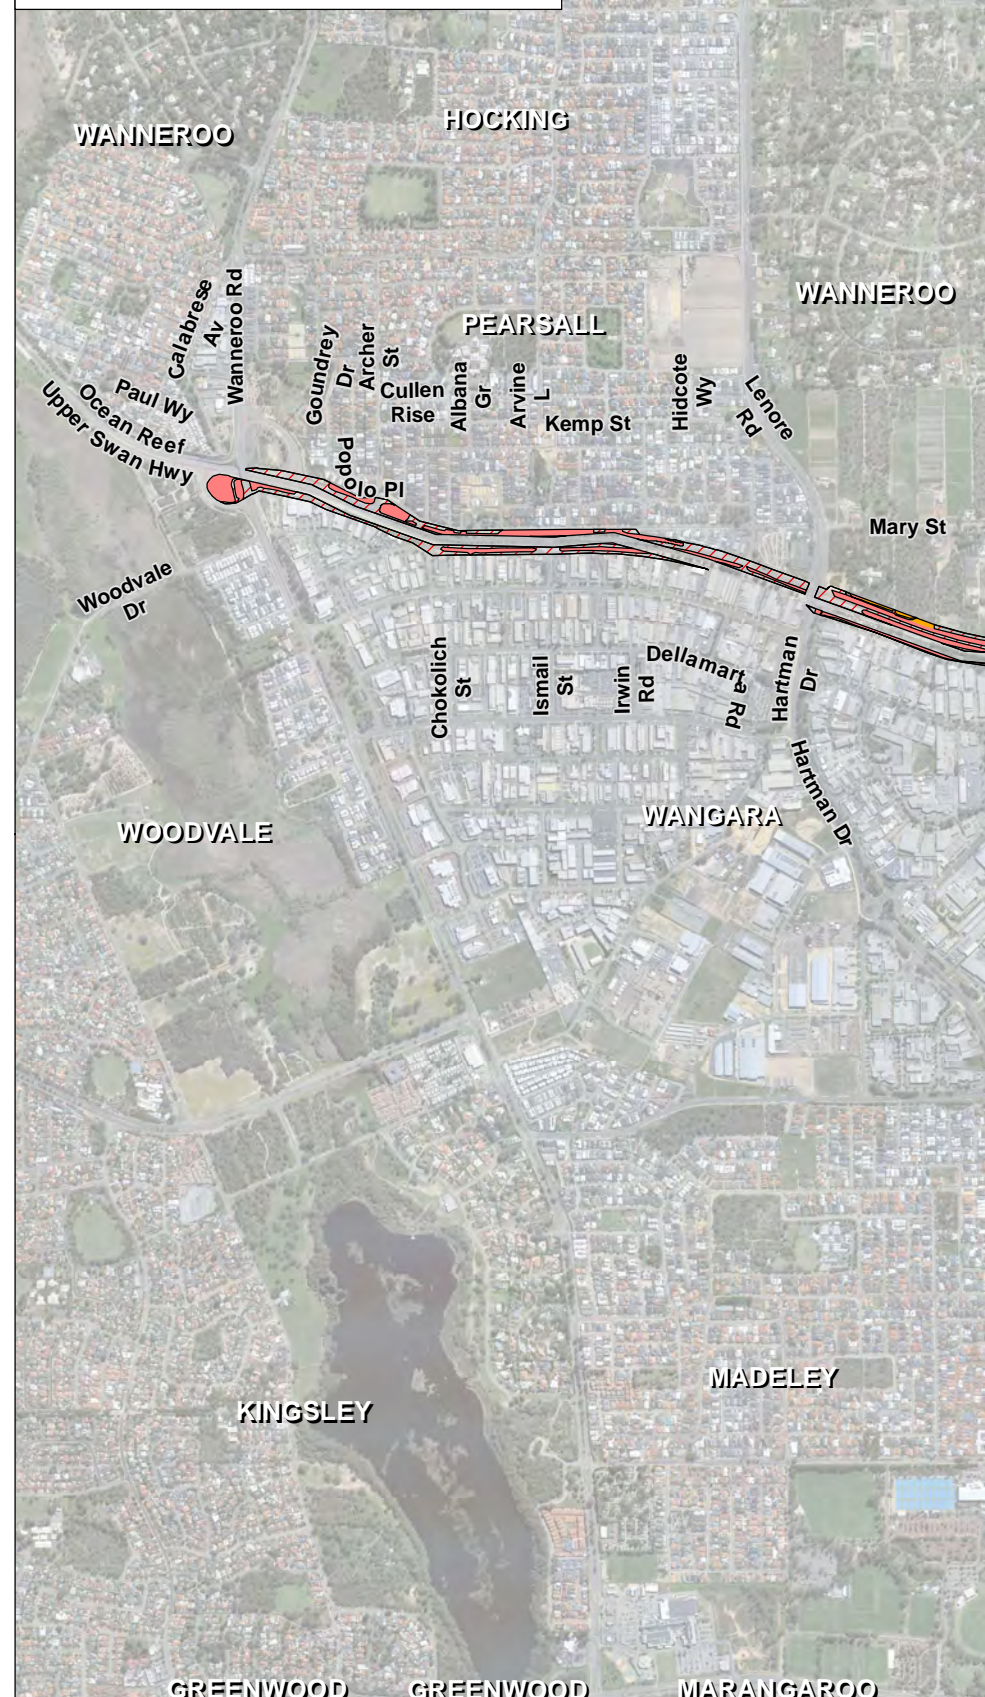 HOCKING
WANNEROO
WANNEROO
PEARSALL
Calabrese
Av
Wanneroo Rd
Goundrey
Dr
Archer
St
Cullen
Rise
Albana
Gr
Arvine
L
Kemp St
Hidcote
Wy
Lenore
Rd
Paul Wy
Ocean Reef
Upper Swan Hwy
Popolo Pl
Mary St
Woodvale
Dr
Chokolich
St
Ismail
St
Irwin
Rd
Dellamarta Rd
Hartman
Dr
Hartman Dr
WANGARA
WOODVALE
MADELEY
KINGSLEY
GREENWOOD
GREENWOOD
MARANGAROO